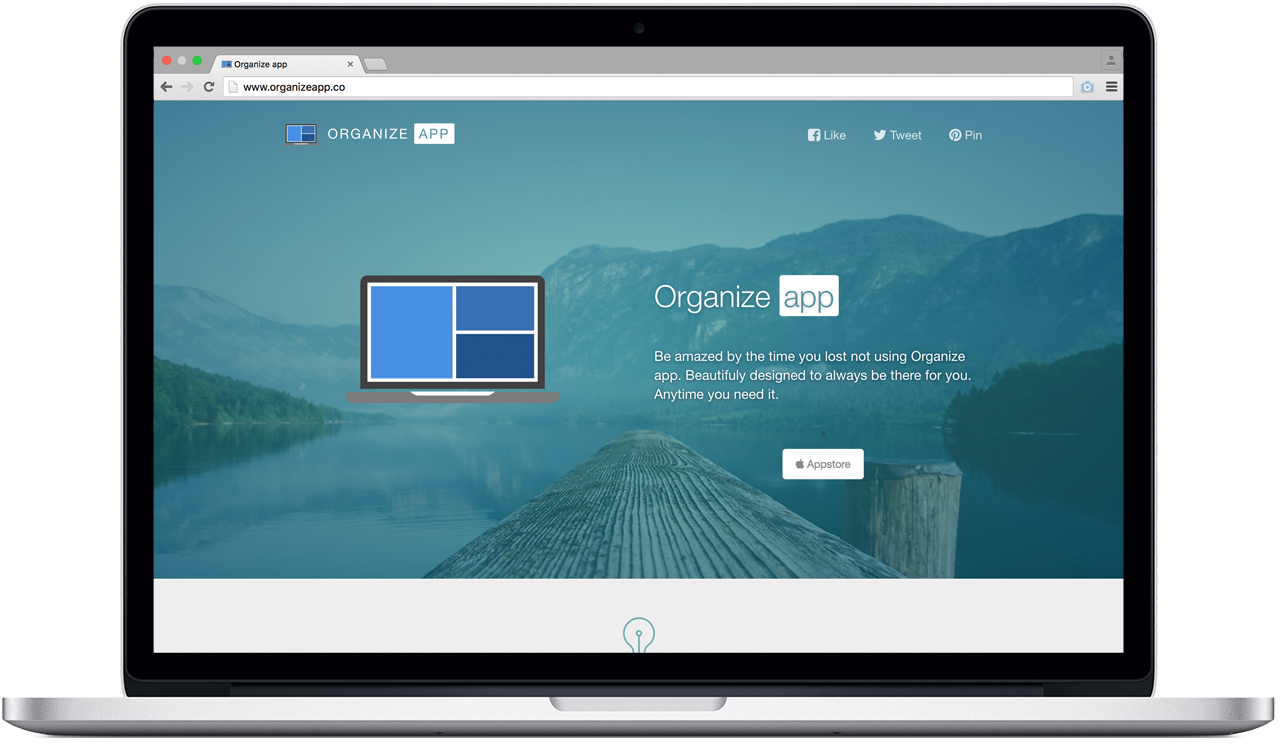 Organize app
www.organizeapp.co
ORGANIZE APP
Like
Tweet
Pin
Organize app
Be amazed by the time you lost not using Organize
app. Beautifuly designed to always be there for you.
Anytime you need it.
Appstore